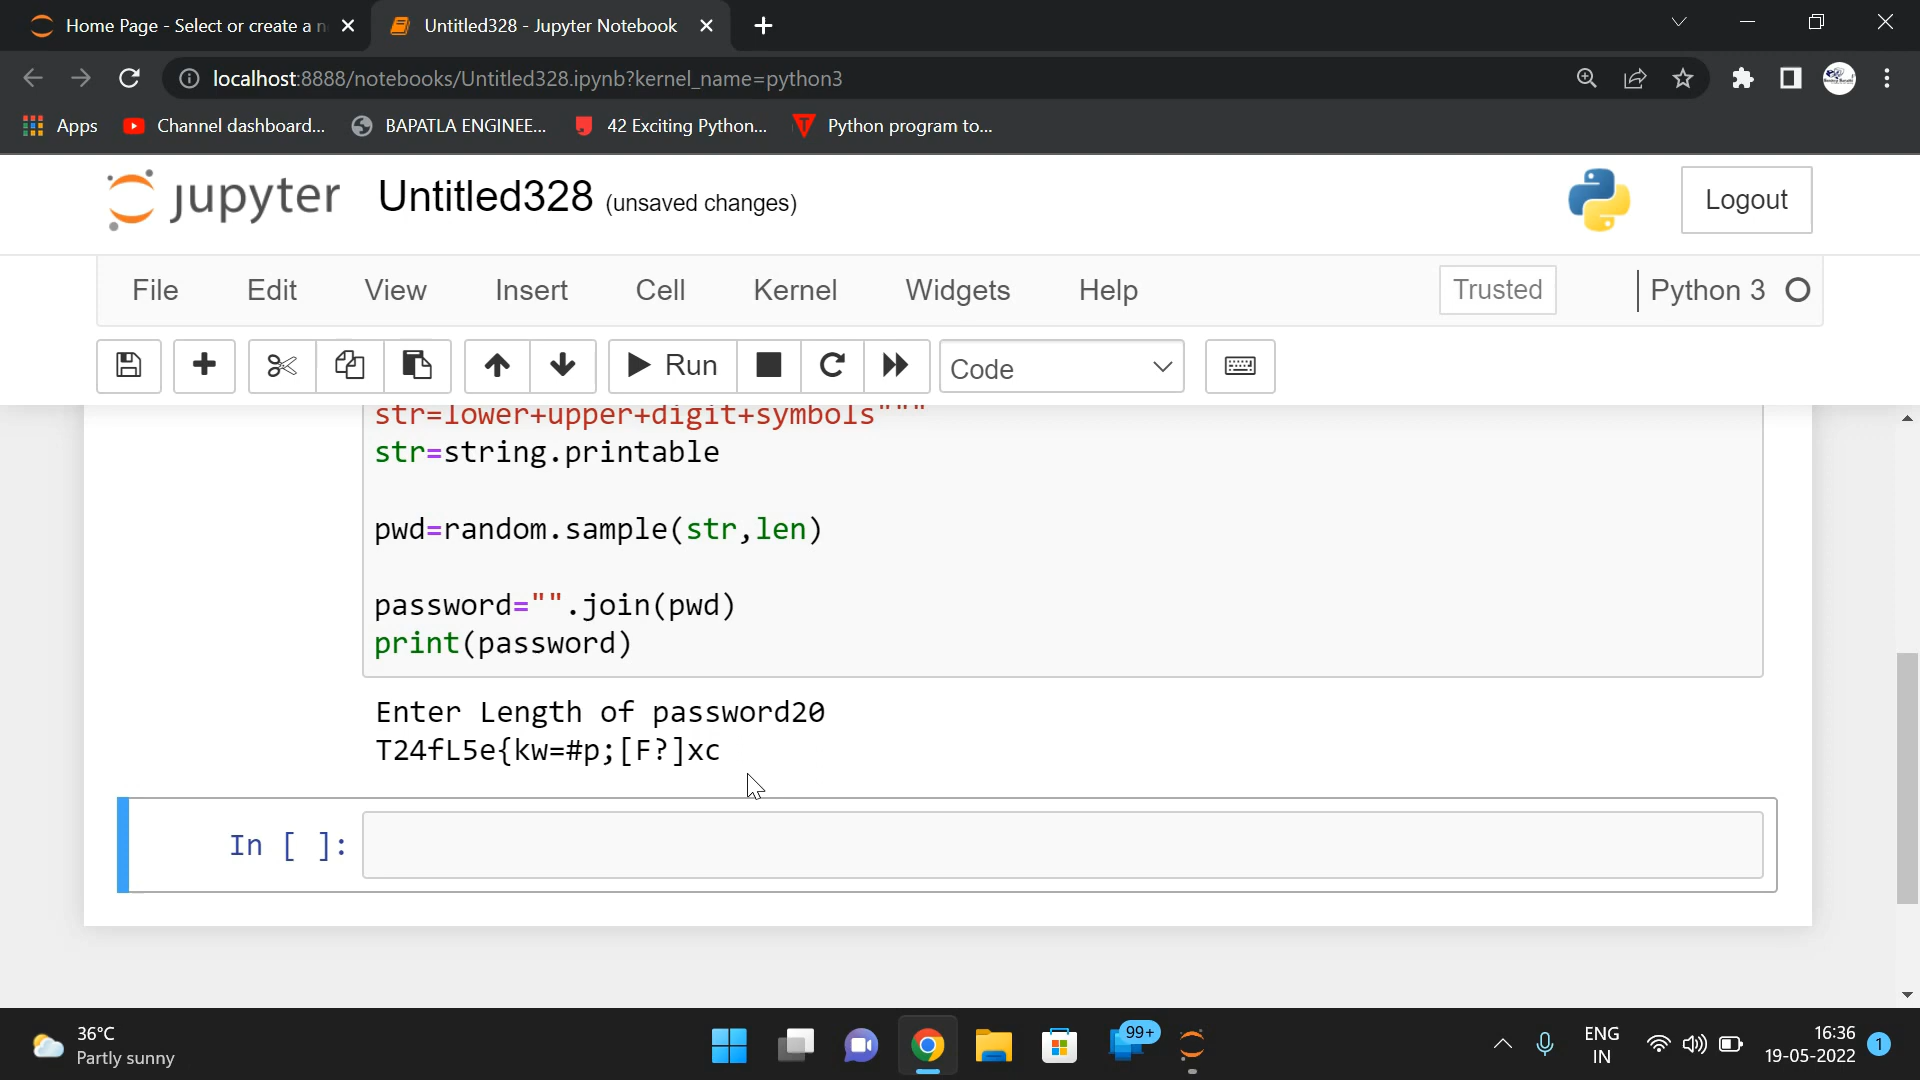 Home Page - Select or create a n
Untitled328 - Jupyter Notebook
localhost:8888/notebooks/Untitled328.ipynb?kernel_name=python3
Apps
Channel dashboard...
BAPATLA ENGINEE...
42 Exciting Python...
Python program to...
jupyter
Untitled328 (unsaved changes)
Logout
File Edit View Insert Cell Kernel Widgets Help
Trusted
Python 3
Run
Code
str=lower+upper+digit+symbols"""
str=string.printable
pwd=random.sample(str,len)
password="".join(pwd)
print(password)
Enter Length of password20
T24fL5e{kw=#p;[F?]xc
In [ ]:
36°C
Partly sunny
99+
ENG
IN
16:36
19-05-2022
1